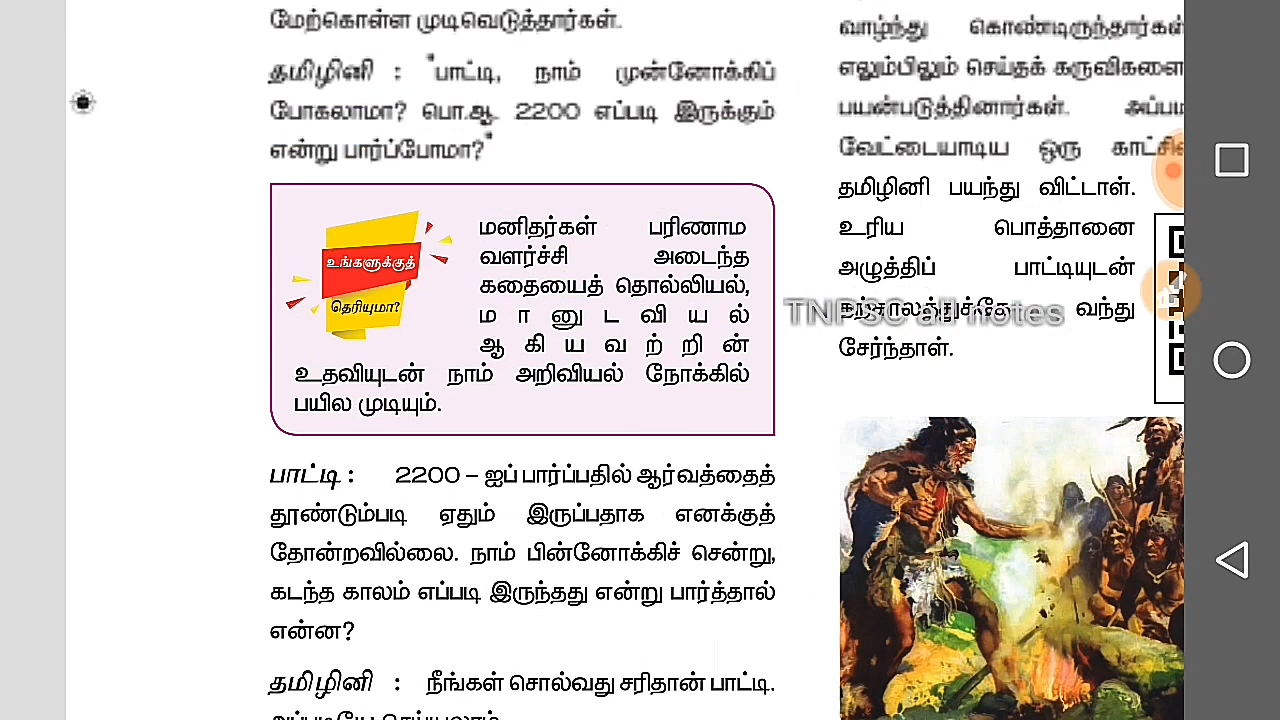 மேற்கொள்ள முடிவெடுத்தார்கள்.
தமிழினி : "பாட்டி, நாம் முன்னோக்கிப்
போகலாமா? பொ.ஆ. 2200 எப்படி இருக்கும்
என்று பார்ப்போமா?"
உங்களுக்குத்
தெரியுமா?
மனிதர்கள் பரிணாம
வளர்ச்சி அடைந்த
கதையைத் தொல்லியல்,
மானுடவியல்
ஆகியவற்றின்
உதவியுடன் நாம் அறிவியல் நோக்கில்
பயில முடியும்.
பாட்டி : 2200 – ஐப் பார்ப்பதில் ஆர்வத்தைத்
தூண்டும்படி ஏதும் இருப்பதாக எனக்குத்
தோன்றவில்லை. நாம் பின்னோக்கிச் சென்று,
கடந்த காலம் எப்படி இருந்தது என்று பார்த்தால்
என்ன?
தமிழினி : நீங்கள் சொல்வது சரிதான் பாட்டி.
வாழ்ந்து கொண்டிருந்தார்கள்
எலும்பிலும் செய்தக் கருவிகளை
பயன்படுத்தினார்கள்.
வேட்டையாடிய ஒரு
தமிழினி பயந்து விட்டாள்.
உரிய பொத்தானை
அழுத்திப் பாட்டியுடன்
வந்து
சேர்ந்தாள்.
TNPSC all notes